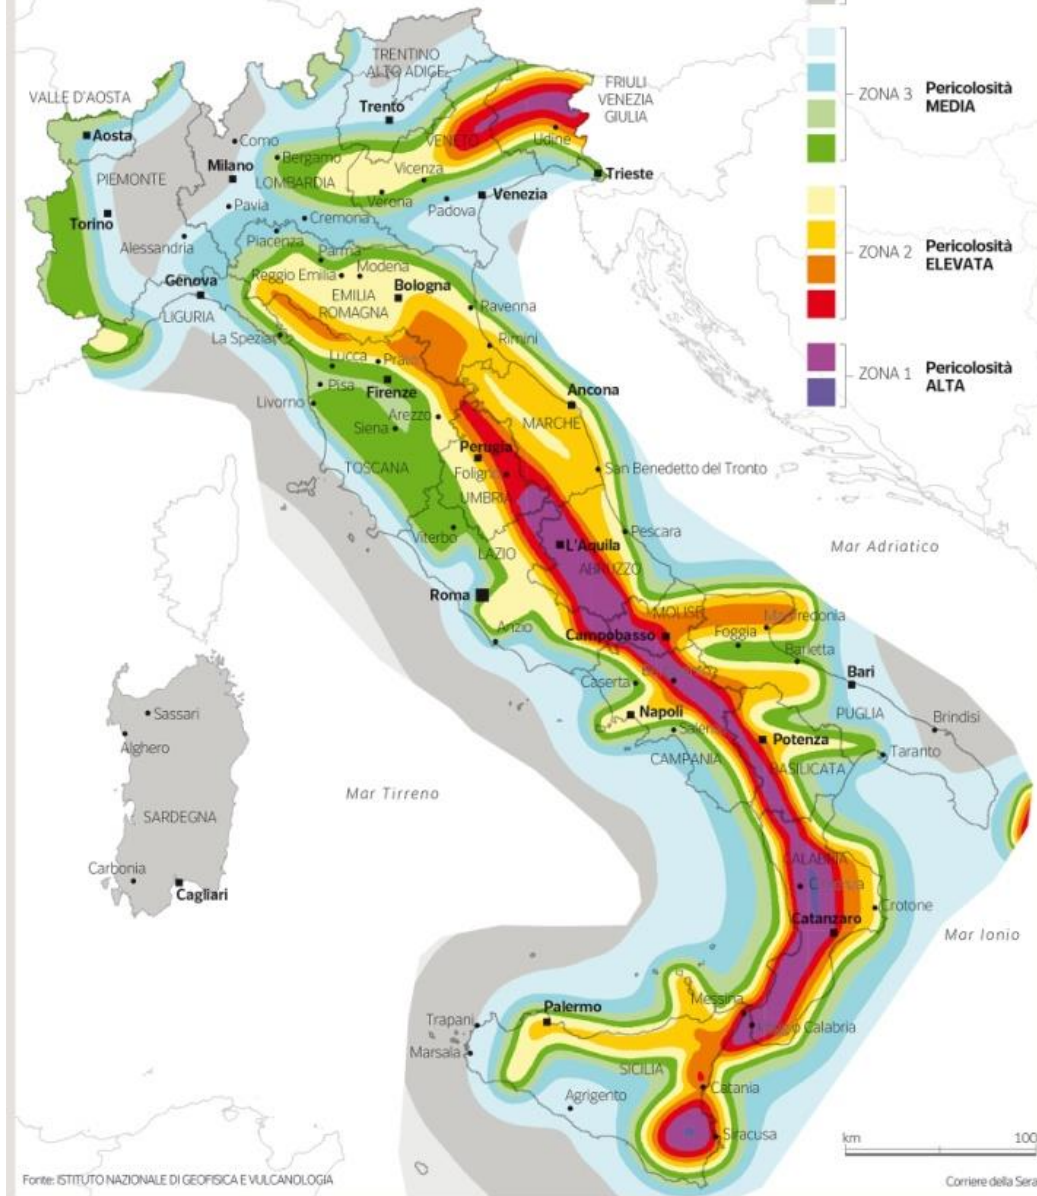 TRENTINO
ALTO ADICE
FRIULI
VENEZIA
GIULIA
VALLE D'AOSTA
Trento
Aosta
Como
VENETO
Udine
Bergamo
Milano
Vicenza
Trieste
PIEMONTE
LOMBARDIA
Verona
Venezia
Pavia
Padova
Torino
Cremona
Alessandria
Piacenza
Parma
Reggio Emilia
Modena
Genova
EMILIA
ROMAGNA
Bologna
LIGURIA
Ravenna
La Spezia
Rimini
Lucca
Prato
Pisa
Firenze
Ancona
Livorno
Arezzo
MARCHE
Siena
Perugia
TOSCANA
Foligno
San Benedetto del Tronto
UMBRIA
Viterbo
Pescara
L'Aquila
LAZIO
ABRUZZO
Mar Adriatico
Roma
MOLISE
Manfredonia
Anzio
Campobasso
Foggia
Barletta
Caserta
Bari
Napoli
PUGLIA
Salerno
Brindisi
Potenza
CAMPANIA
Taranto
BASILICATA
Sassari
Alghero
Mar Tirreno
SARDEGNA
CALABRIA
Carbonia
Cagliari
Crotone
Catanzaro
Mar Ionio
Messina
Palermo
Trapani
Reggio Calabria
Marsala
SICILIA
Catania
Agrigento
Siracusa
ZONA 3
Pericolosità
MEDIA
ZONA 2
Pericolosità
ELEVATA
ZONA 1
Pericolosità
ALTA
km
100
Fonte: ISTITUTO NAZIONALE DI GEOFISICA E VULCANOLOGIA
Corriere della Sera